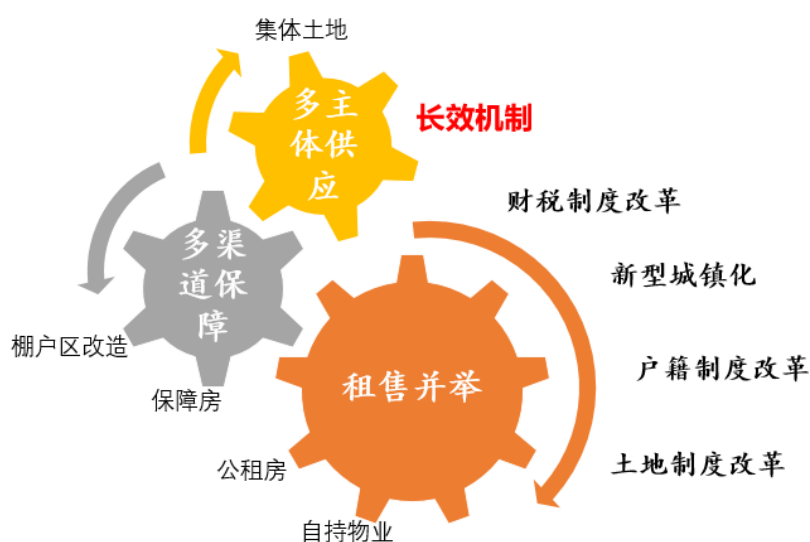 集体土地
多主
体供
应
长效机制
财税制度改革
多渠
道保
障
新型城镇化
棚户区改造
户籍制度改革
租售并举
保障房
公租房
土地制度改革
自持物业